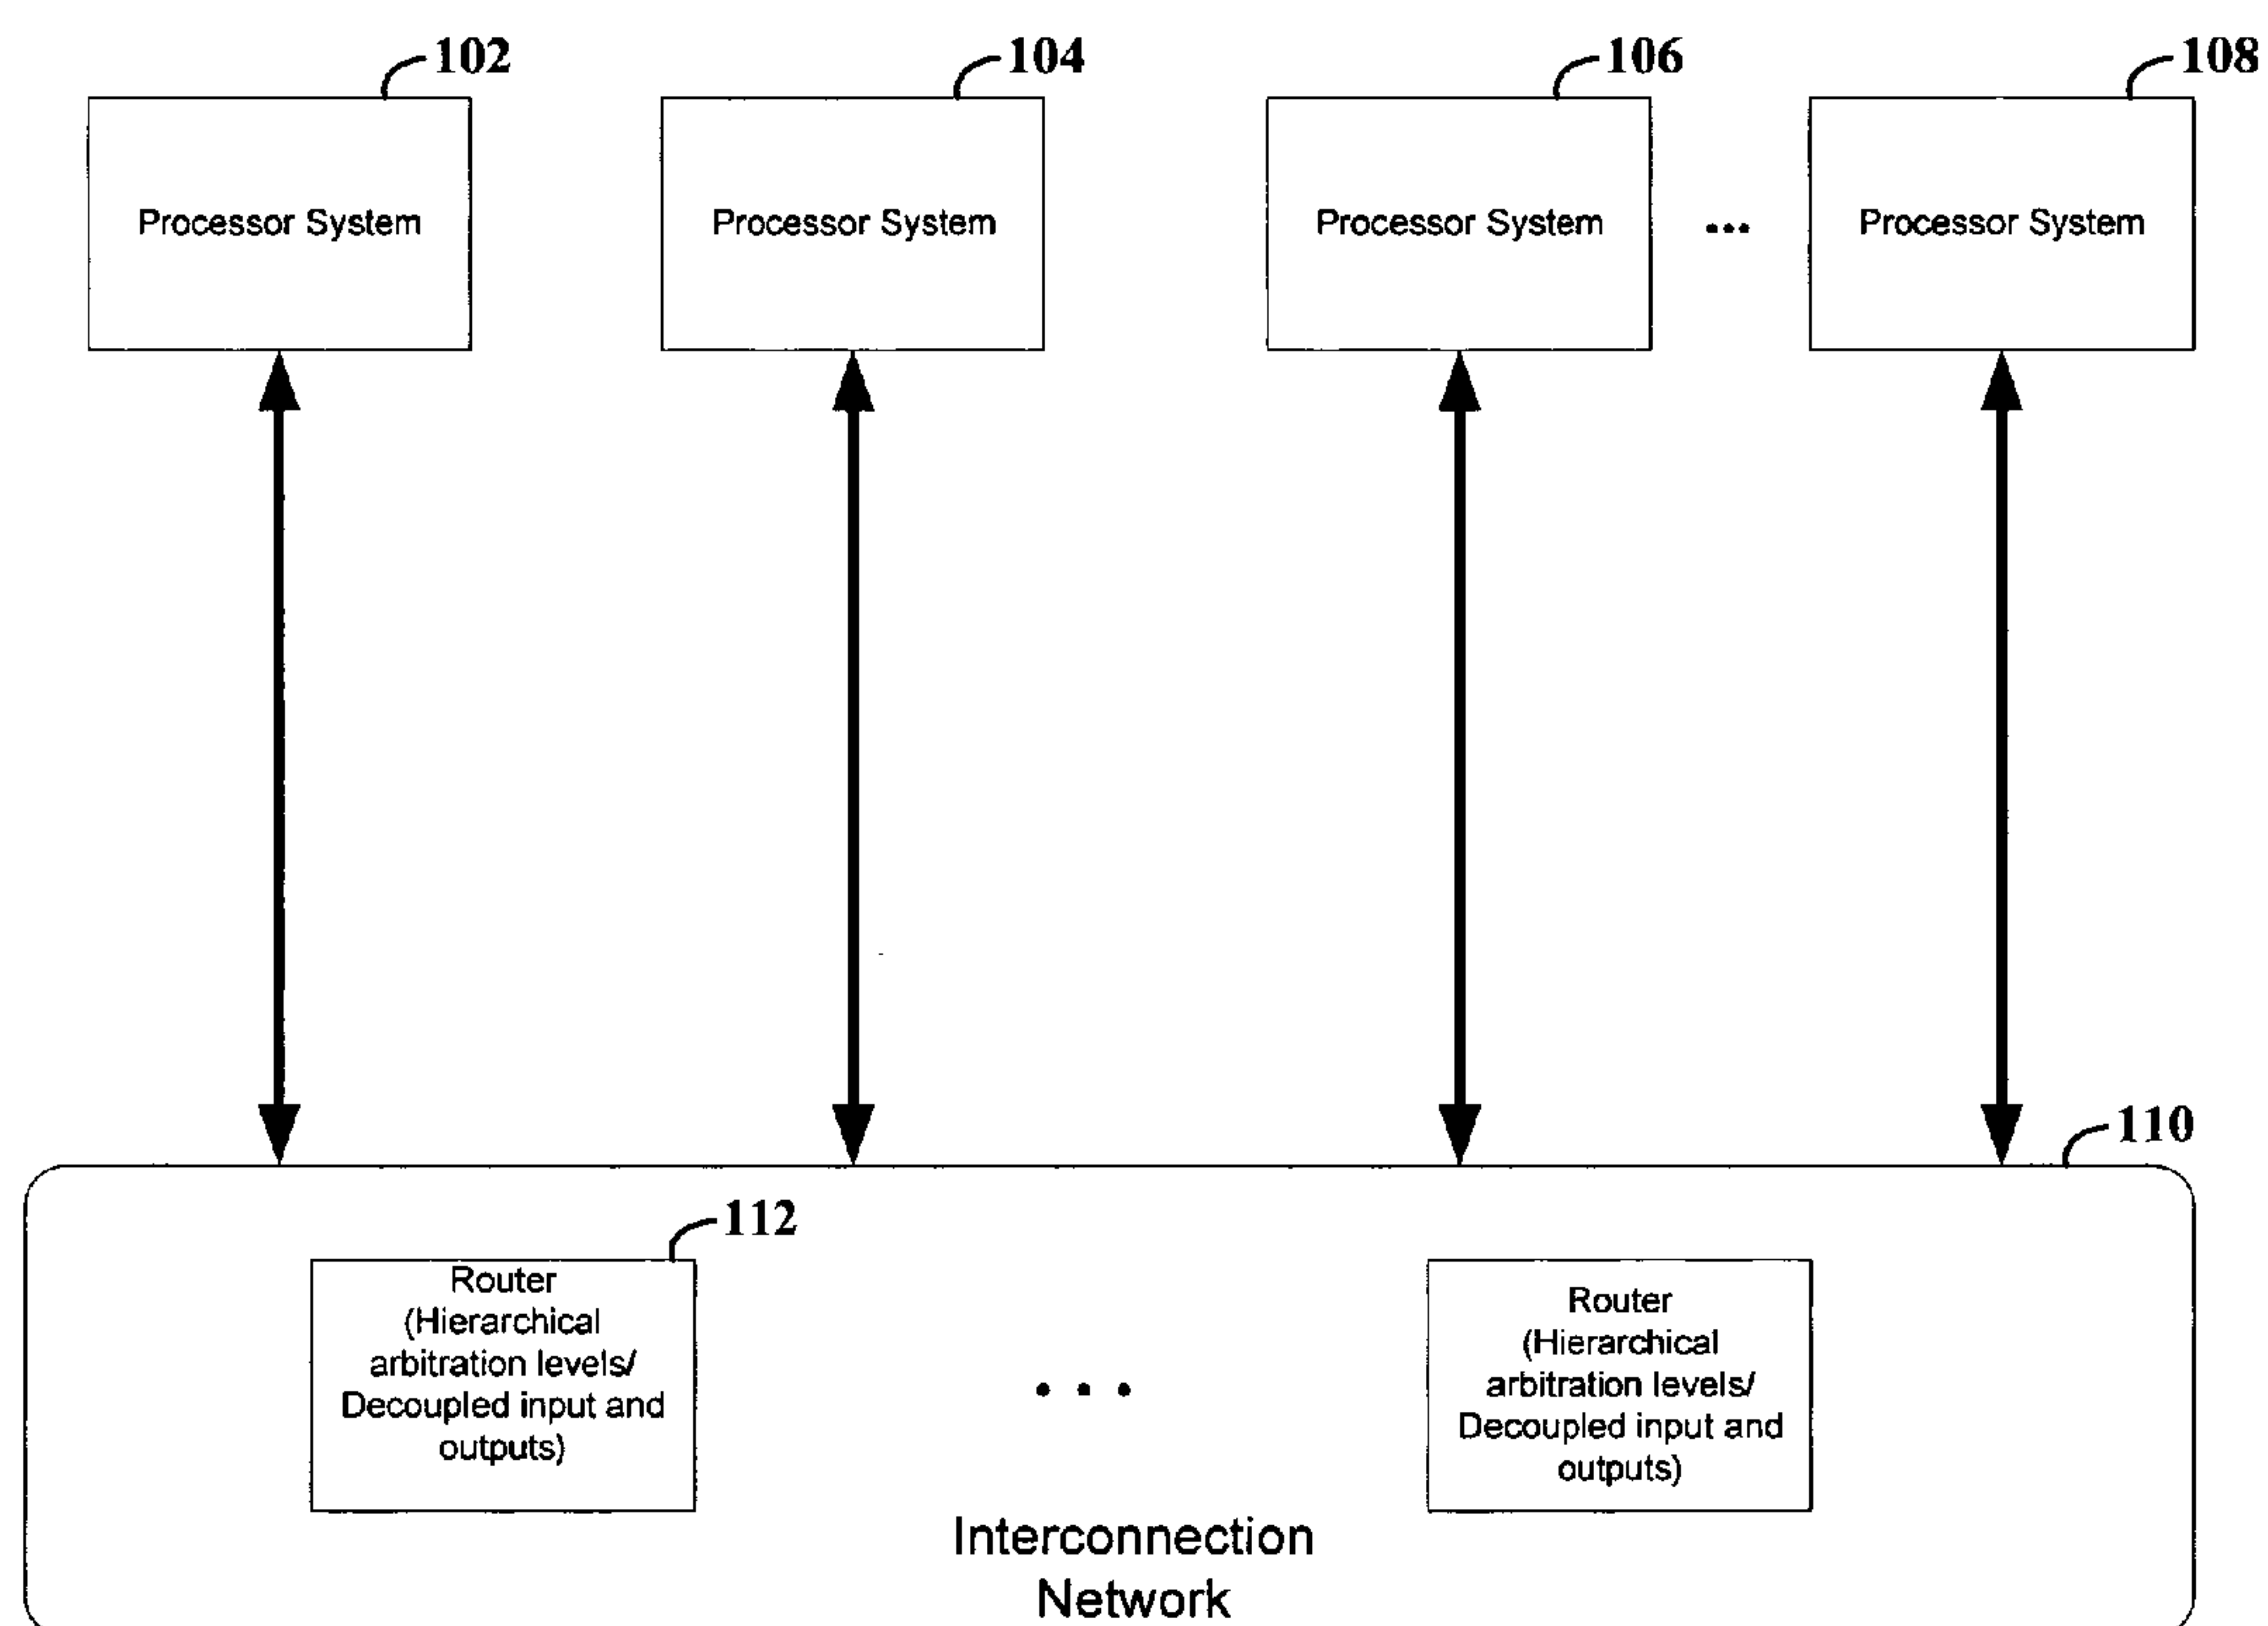 102
104
106
108
Processor System
Processor System
Processor System
...
Processor System
110
112
Router
(Hierarchical
arbitration levels/
Decoupled input and
outputs)
. . .
Router
(Hierarchical
arbitration levels/
Decoupled input and
outputs)
Interconnection
Network